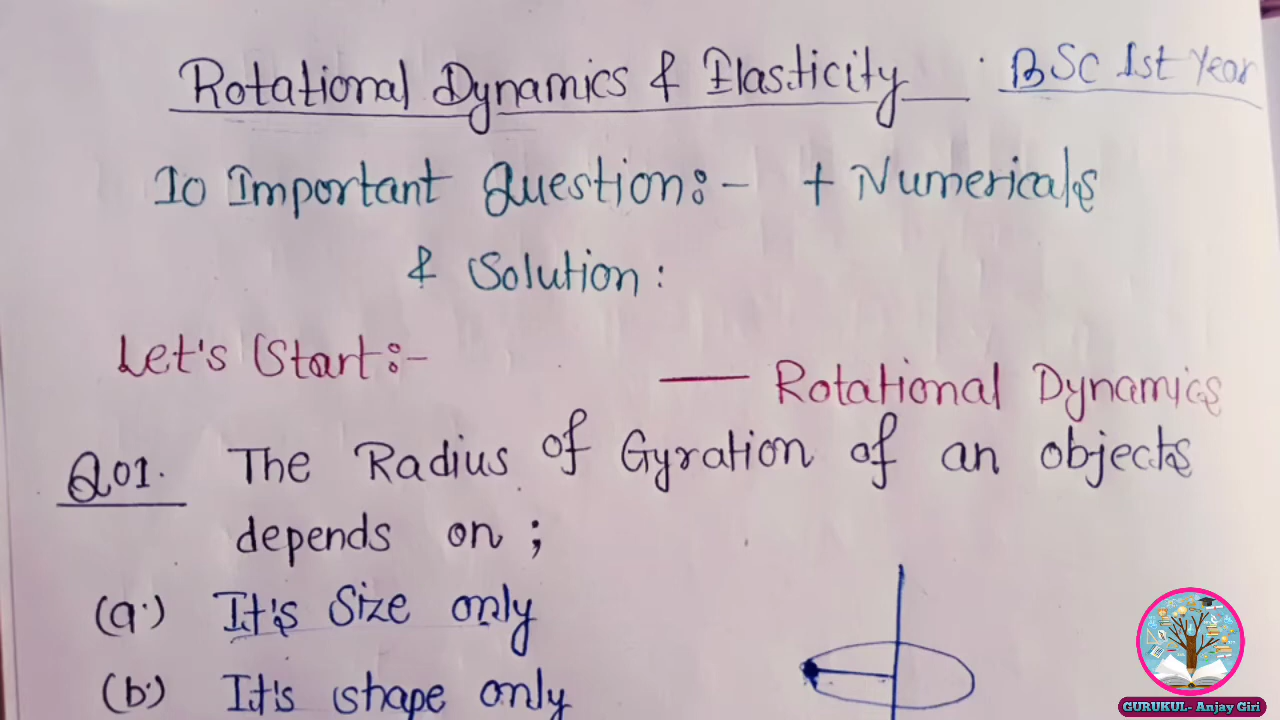 Rotational Dynamics & Elasticity BSc 1st Year
10 Important Question:- + Numericals
& Solution:
Let's Start:-
— Rotational Dynamics
Q01. The Radius of Gyration of an objects
depends on ;
(a.) It's Size only
(b.) It's shape only
GURUKUL- Anjay Giri